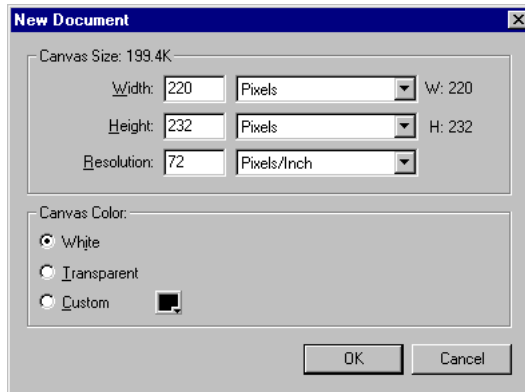 New Document
Canvas Size: 199.4K
Width: 220 Pixels W: 220
Height: 232 Pixels H: 232
Resolution: 72 Pixels/Inch
Canvas Color:
White
Transparent
Custom
OK Cancel